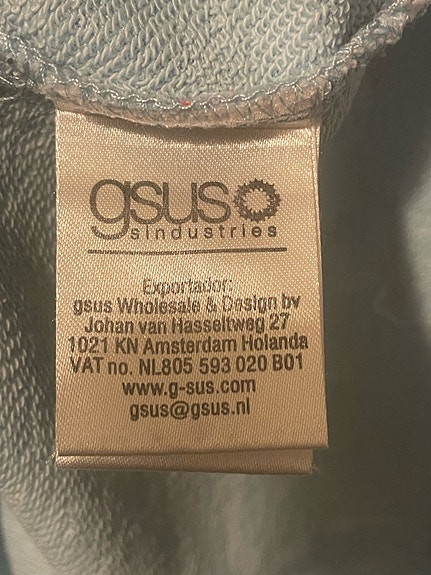 gsus
sindustries
Exportador:
gsus Wholesale & Design bv
Johan van Hasseltweg 27
1021 KN Amsterdam Holanda
VAT no. NL805 593 020 B01
www.g-sus.com
gsus@gsus.nl